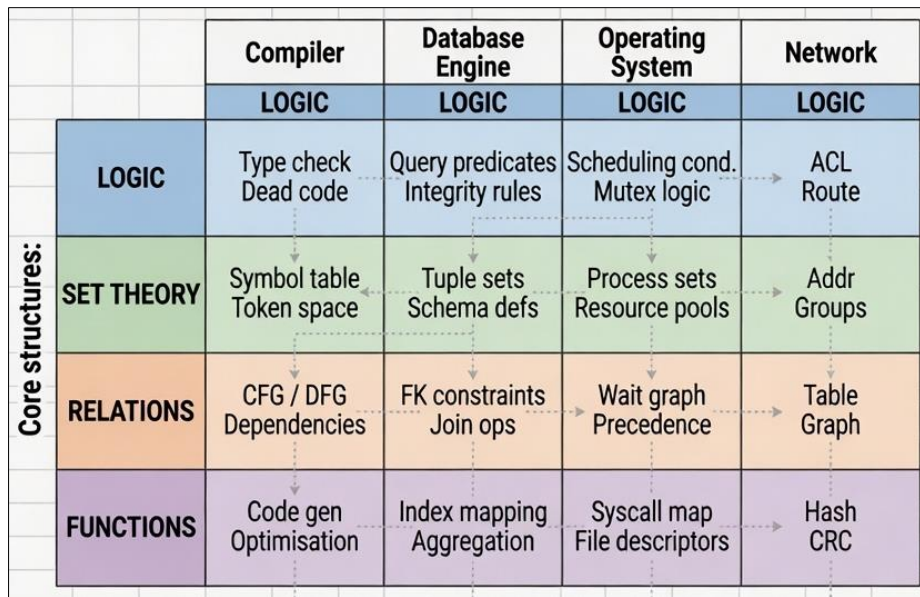 Compiler
Database
Engine
Operating
System
Network
LOGIC
LOGIC
LOGIC
LOGIC
Core structures:
LOGIC
Type check
Dead code
Query predicates
Integrity rules
Scheduling cond.
Mutex logic
ACL
Route
SET THEORY
Symbol table
Token space
Tuple sets
Schema defs
Process sets
Resource pools
Addr
Groups
RELATIONS
CFG / DFG
Dependencies
FK constraints
Join ops
Wait graph
Precedence
Table
Graph
FUNCTIONS
Code gen
Optimisation
Index mapping
Aggregation
Syscall map
File descriptors
Hash
CRC